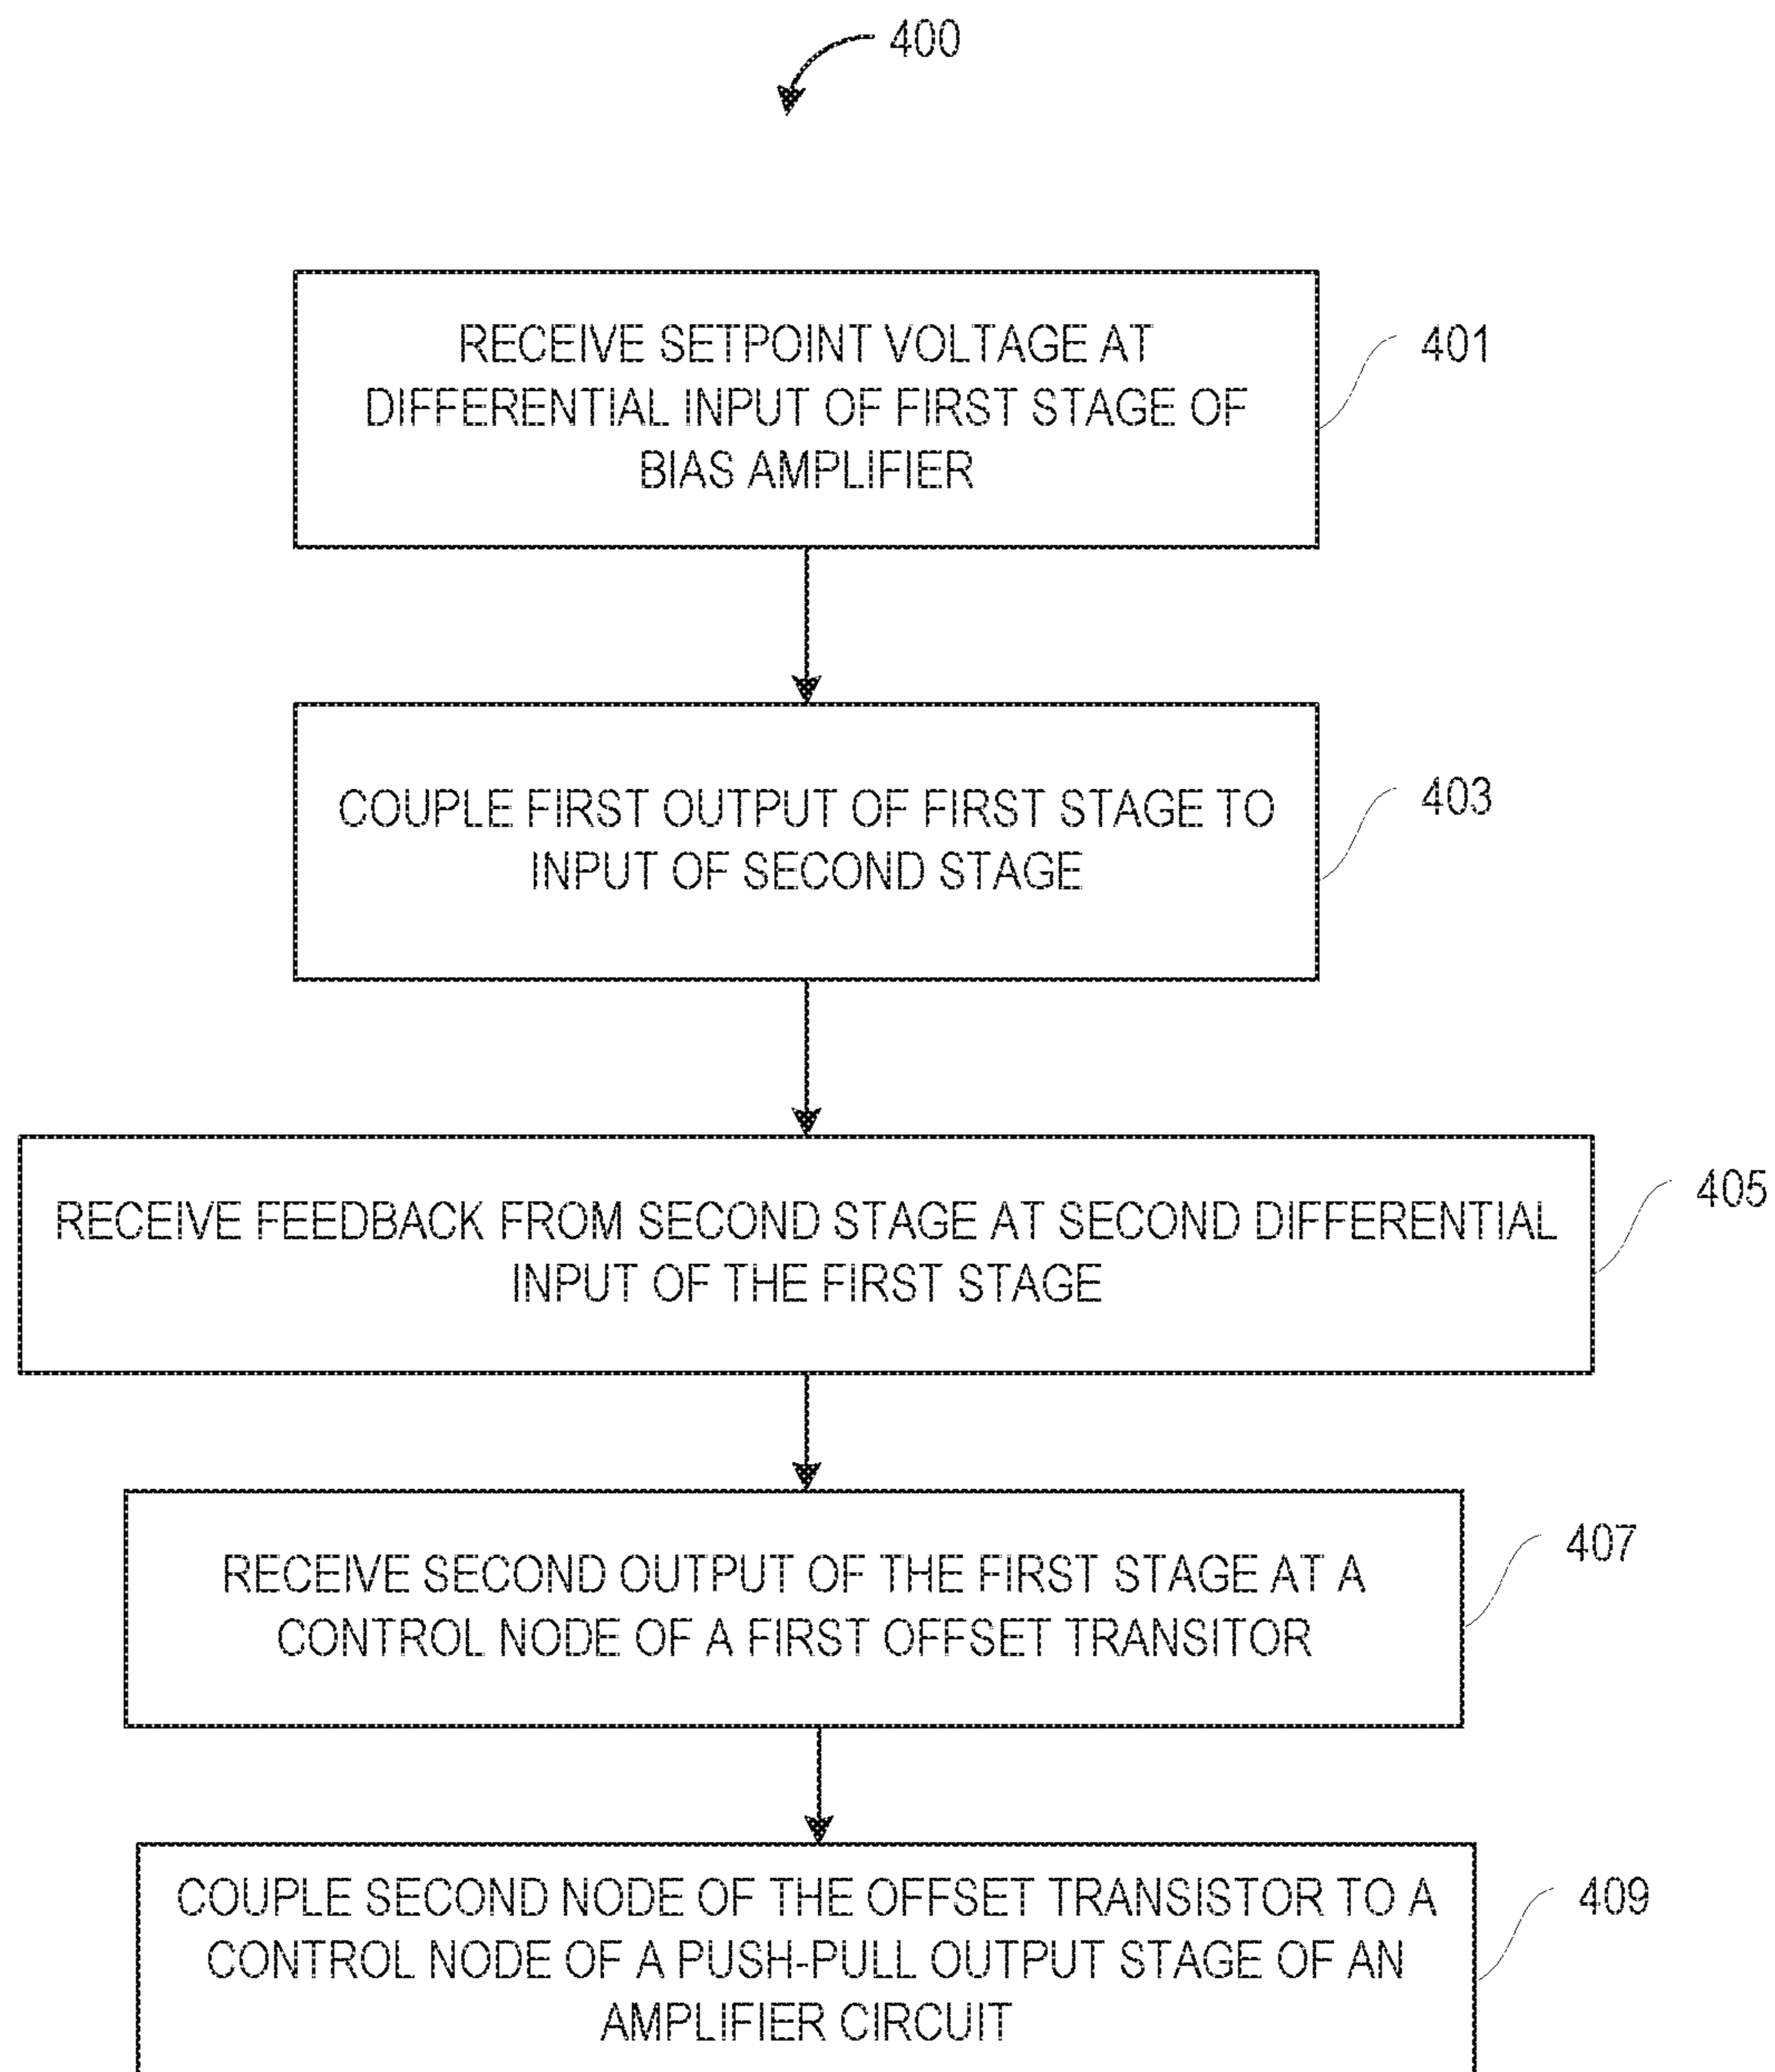 400
RECEIVE SETPOINT VOLTAGE AT
DIFFERENTIAL INPUT OF FIRST STAGE OF
BIAS AMPLIFIER
401
COUPLE FIRST OUTPUT OF FIRST STAGE TO
INPUT OF SECOND STAGE
403
RECEIVE FEEDBACK FROM SECOND STAGE AT SECOND DIFFERENTIAL
INPUT OF THE FIRST STAGE
405
RECEIVE SECOND OUTPUT OF THE FIRST STAGE AT A
CONTROL NODE OF A FIRST OFFSET TRANSITOR
407
COUPLE SECOND NODE OF THE OFFSET TRANSISTOR TO A
CONTROL NODE OF A PUSH-PULL OUTPUT STAGE OF AN
AMPLIFIER CIRCUIT
409